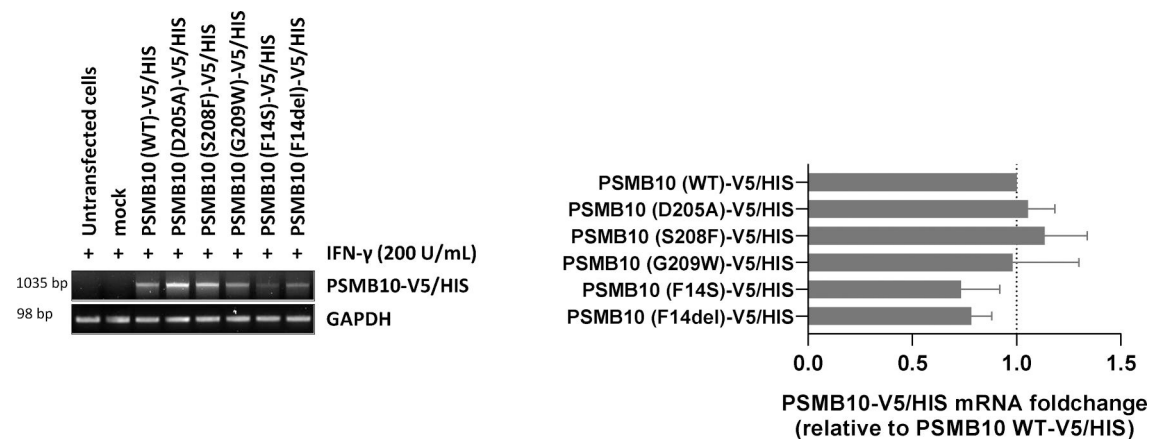 Untransfected cells
mock
PSMB10 (WT)-V5/HIS
PSMB10 (D205A)-V5/HIS
PSMB10 (S208F)-V5/HIS
PSMB10 (G209W)-V5/HIS
PSMB10 (F14S)-V5/HIS
PSMB10 (F14del)-V5/HIS
+ + + + + + + + IFN-γ (200 U/mL)
1035 bp PSMB10-V5/HIS
98 bp GAPDH
PSMB10 (WT)-V5/HIS
PSMB10 (D205A)-V5/HIS
PSMB10 (S208F)-V5/HIS
PSMB10 (G209W)-V5/HIS
PSMB10 (F14S)-V5/HIS
PSMB10 (F14del)-V5/HIS
0.0 0.5 1.0 1.5
PSMB10-V5/HIS mRNA foldchange
(relative to PSMB10 WT-V5/HIS)